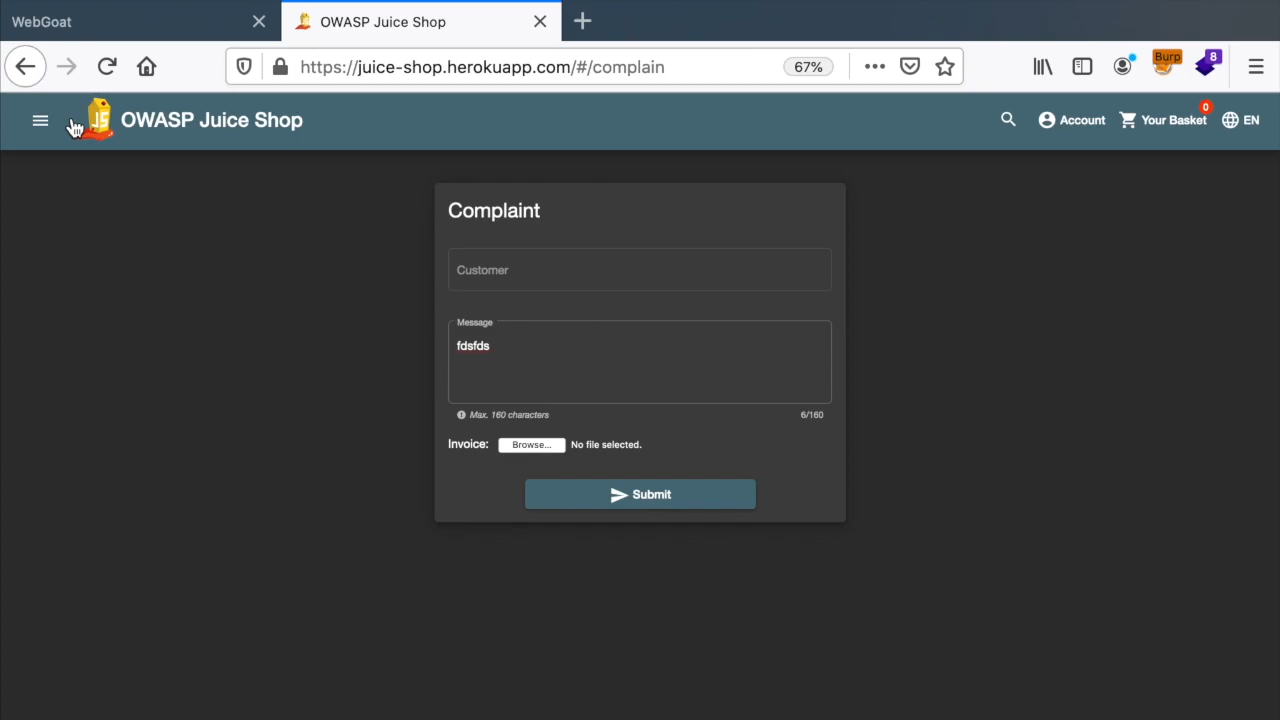 WebGoat
OWASP Juice Shop
https://juice-shop.herokuapp.com/#/complain
67%
Burp
8
JS
OWASP Juice Shop
Account
0
Your Basket
EN
Complaint
Customer
Message
fdsfds
Max. 160 characters
6/160
Invoice:
Browse...
No file selected.
Submit